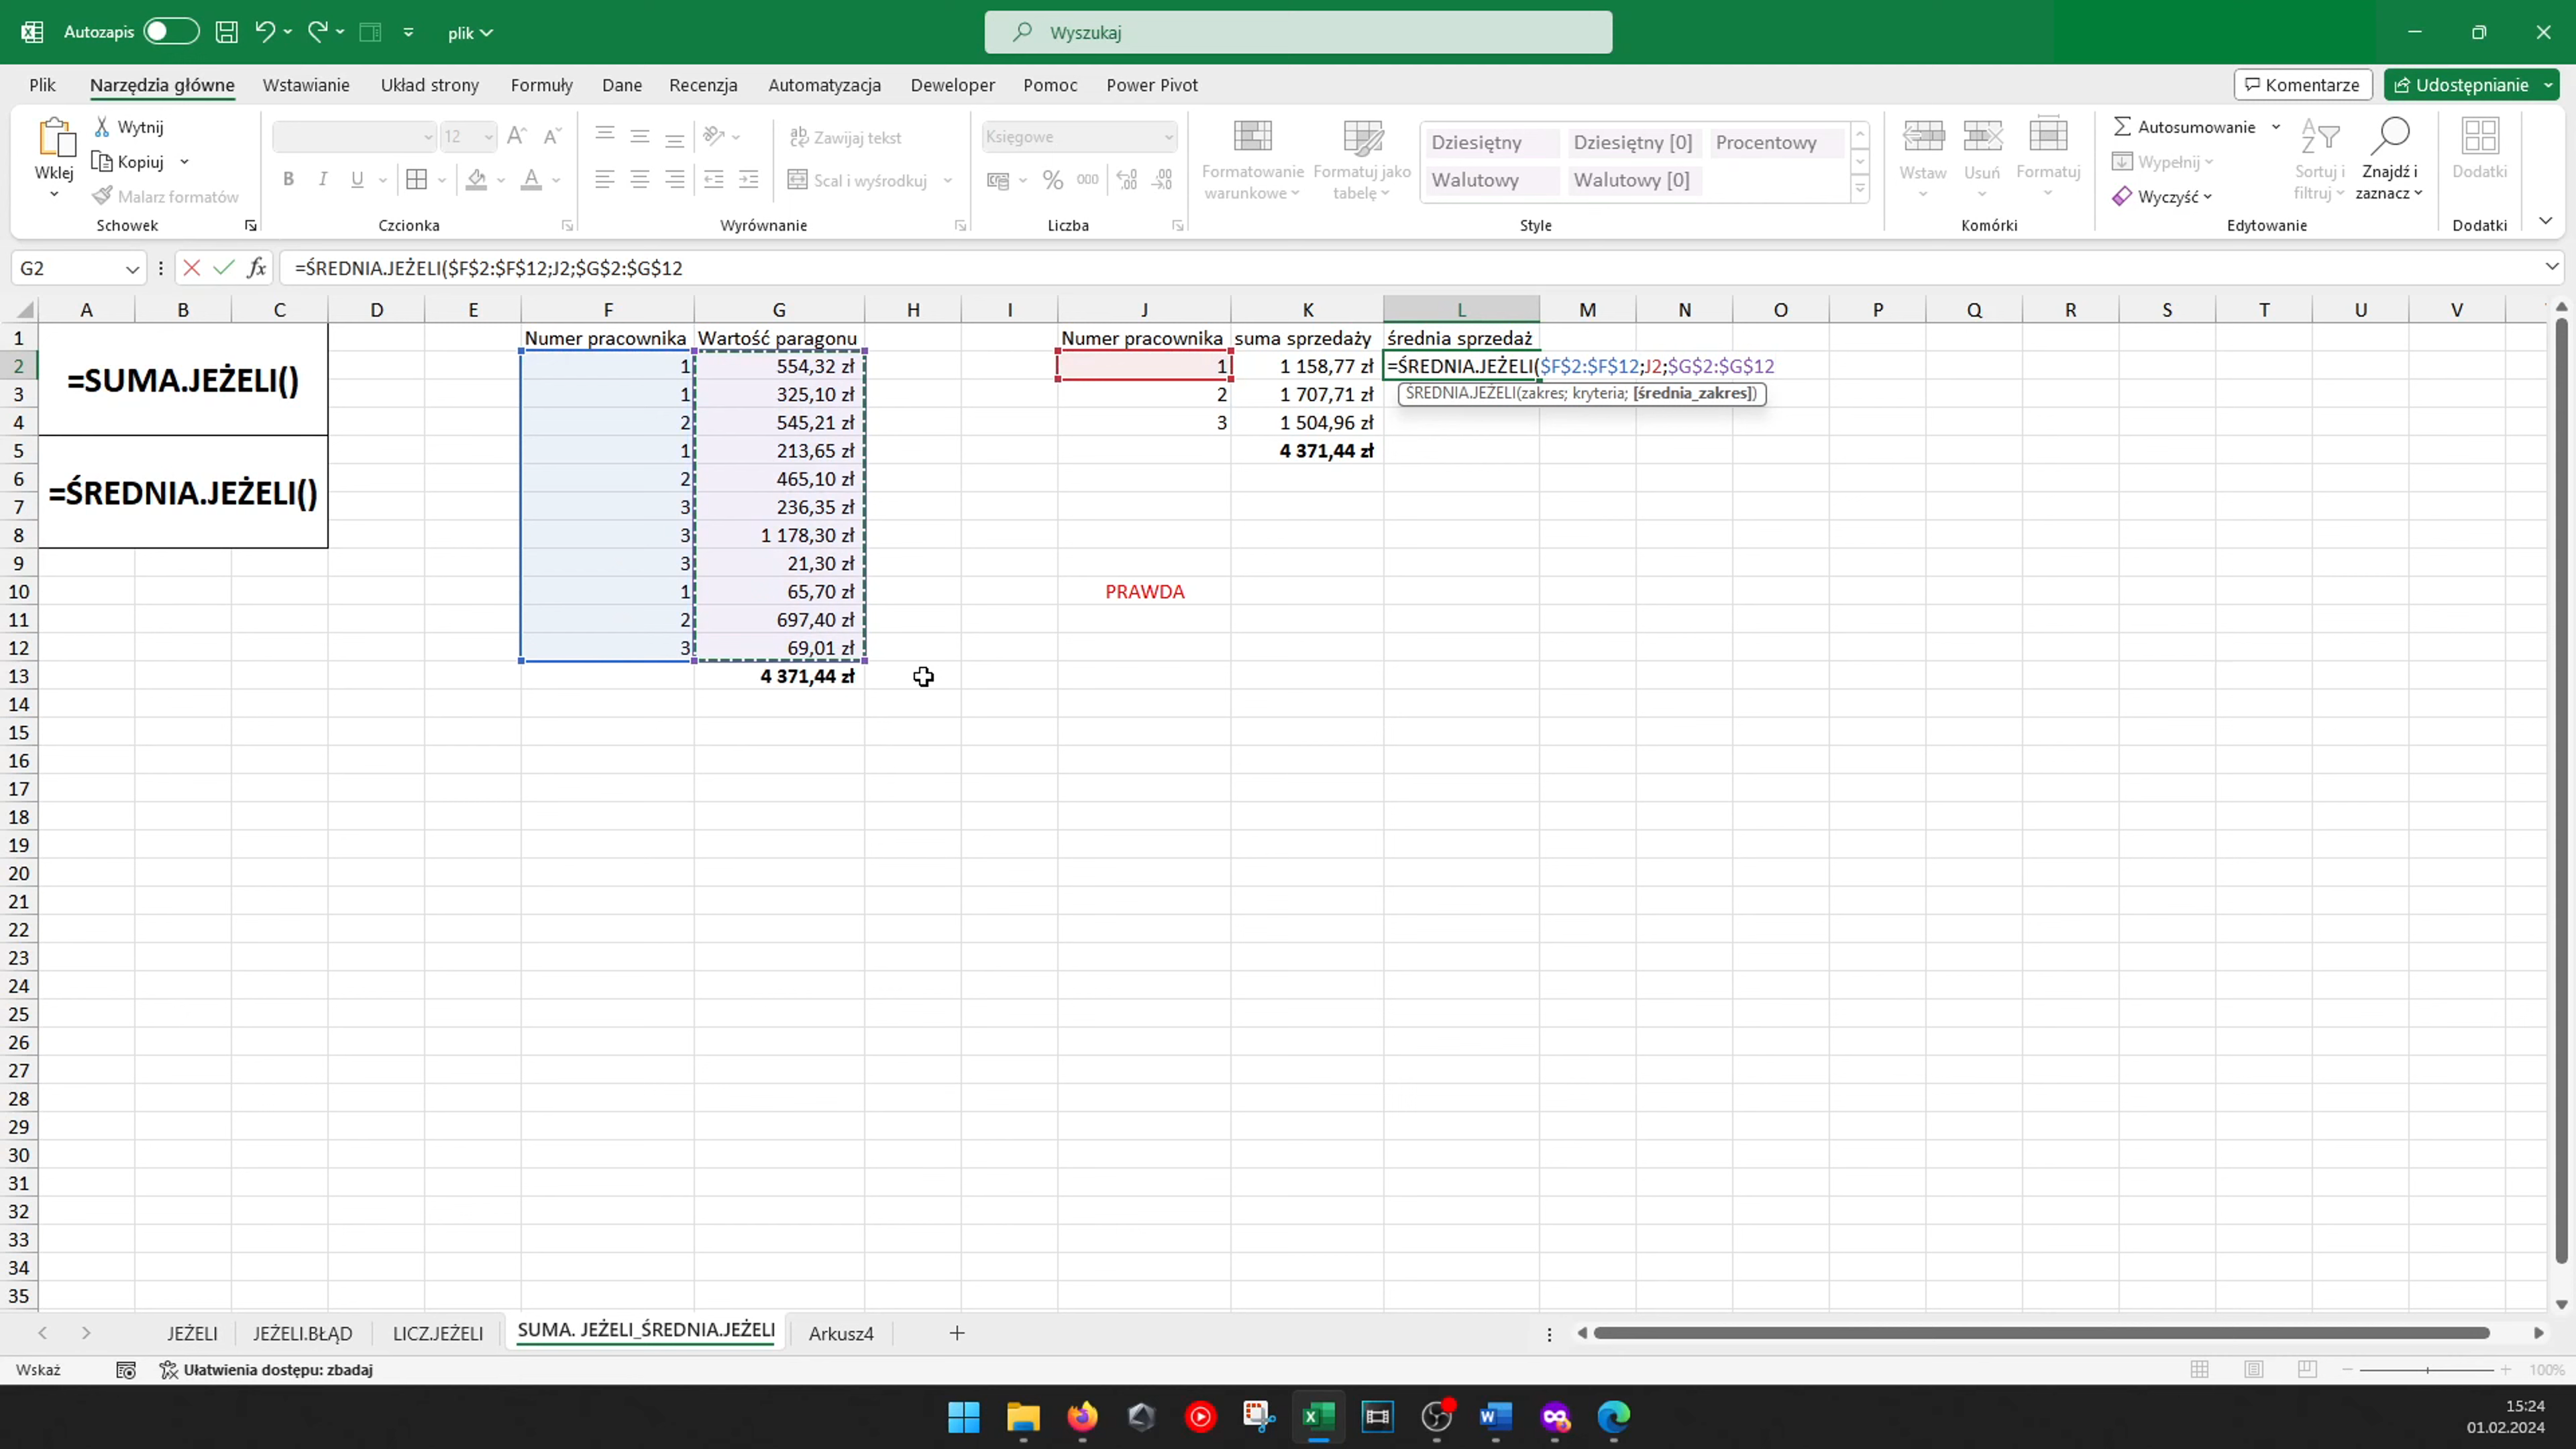 Autozapis plik Wyszukaj
Plik Narzędzia główne Wstawianie Układ strony Formuły Dane Recenzja Automatyzacja Deweloper Pomoc Power Pivot Komentarze Udostępnianie
Wklej
Wytnij
Kopiuj
Malarz formatów
Schowek
12
B I U
Czcionka
Zawijaj tekst
Scal i wyśrodkuj
Wyrównanie
Księgowe
% 000
Liczba
Formatowanie warunkowe
Formatuj jako tabelę
Dziesiętny Dziesiętny [0] Procentowy
Walutowy Walutowy [0]
Style
Wstaw Usuń Formatuj
Komórki
Autosumowanie
Wypełnij
Wyczyść
Sortuj i filtruj
Znajdź i zaznacz
Edytowanie
Dodatki
Dodatki
G2 fx =ŚREDNIA.JEŻELI($F$2:$F$12;J2;$G$2:$G$12
A B C D E F G H I J K L M N O P Q R S T U V
1 Numer pracownika Wartość paragonu Numer pracownika suma sprzedaży średnia sprzedaż
2 1 554,32 zł 1 1 158,77 zł =ŚREDNIA.JEŻELI($F$2:$F$12;J2;$G$2:$G$12
=SUMA.JEŻELI()
3 1 325,10 zł 2 1 707,71 zł ŚREDNIA.JEŻELI(zakres; kryteria; [średnia_zakres])
4 2 545,21 zł 3 1 504,96 zł
5 1 213,65 zł 4 371,44 zł
6 2 465,10 zł
=ŚREDNIA.JEŻELI()
7 3 236,35 zł
8 3 1 178,30 zł
9 3 21,30 zł
10 1 65,70 zł PRAWDA
11 2 697,40 zł
12 3 69,01 zł
13 4 371,44 zł
14
15
16
17
18
19
20
21
22
23
24
25
26
27
28
29
30
31
32
33
34
35
JEŻELI JEŻELI.BŁĄD LICZ.JEŻELI SUMA. JEŻELI_ŚREDNIA.JEŻELI Arkusz4
Wskaż Ułatwienia dostępu: zbadaj 100%
15:24
01.02.2024